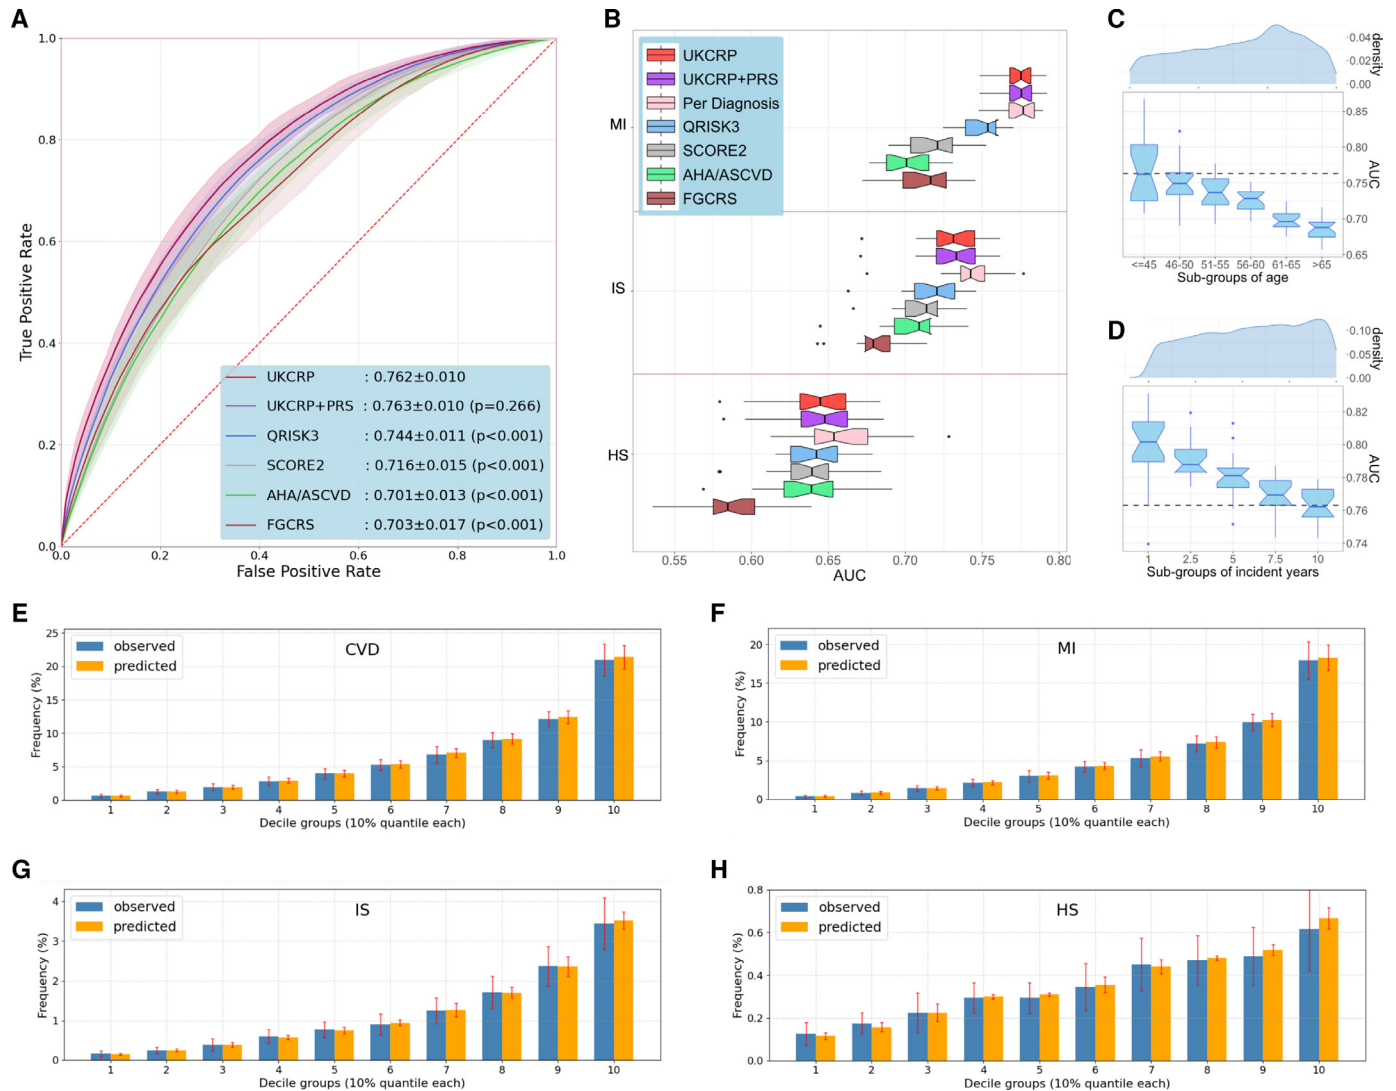 A
1.0
0.8
0.6
0.4
0.2
0.0
True Positive Rate
UKCRP : 0.762±0.010
UKCRP+PRS : 0.763±0.010 (p=0.266)
QRISK3 : 0.744±0.011 (p<0.001)
SCORE2 : 0.716±0.015 (p<0.001)
AHA/ASCVD : 0.701±0.013 (p<0.001)
FGCRS : 0.703±0.017 (p<0.001)
0.0 0.2 0.4 0.6 0.8 1.0
False Positive Rate
B
UKCRP
UKCRP+PRS
Per Diagnosis
QRISK3
SCORE2
AHA/ASCVD
FGCRS
MI
IS
HS
0.55 0.60 0.65 0.70 0.75 0.80
AUC
C
-0.04
-0.02
-0.00
density
0.85
0.80
0.75
0.70
0.65
AUC
<=45 46-50 51-55 56-60 61-65 >65
Sub-groups of age
D
-0.10
-0.05
-0.00
density
0.82
0.80
0.78
0.76
0.74
AUC
1 2.5 5 7.5 10
Sub-groups of incident years
E
CVD
observed
predicted
25
20
15
10
5
0
Frequency (%)
1 2 3 4 5 6 7 8 9 10
Decile groups (10% quantile each)
F
MI
observed
predicted
20
15
10
5
0
Frequency (%)
1 2 3 4 5 6 7 8 9 10
Decile groups (10% quantile each)
G
IS
observed
predicted
4
3
2
1
0
Frequency (%)
1 2 3 4 5 6 7 8 9 10
Decile groups (10% quantile each)
H
HS
observed
predicted
0.8
0.6
0.4
0.2
0.0
Frequency (%)
1 2 3 4 5 6 7 8 9 10
Decile groups (10% quantile each)